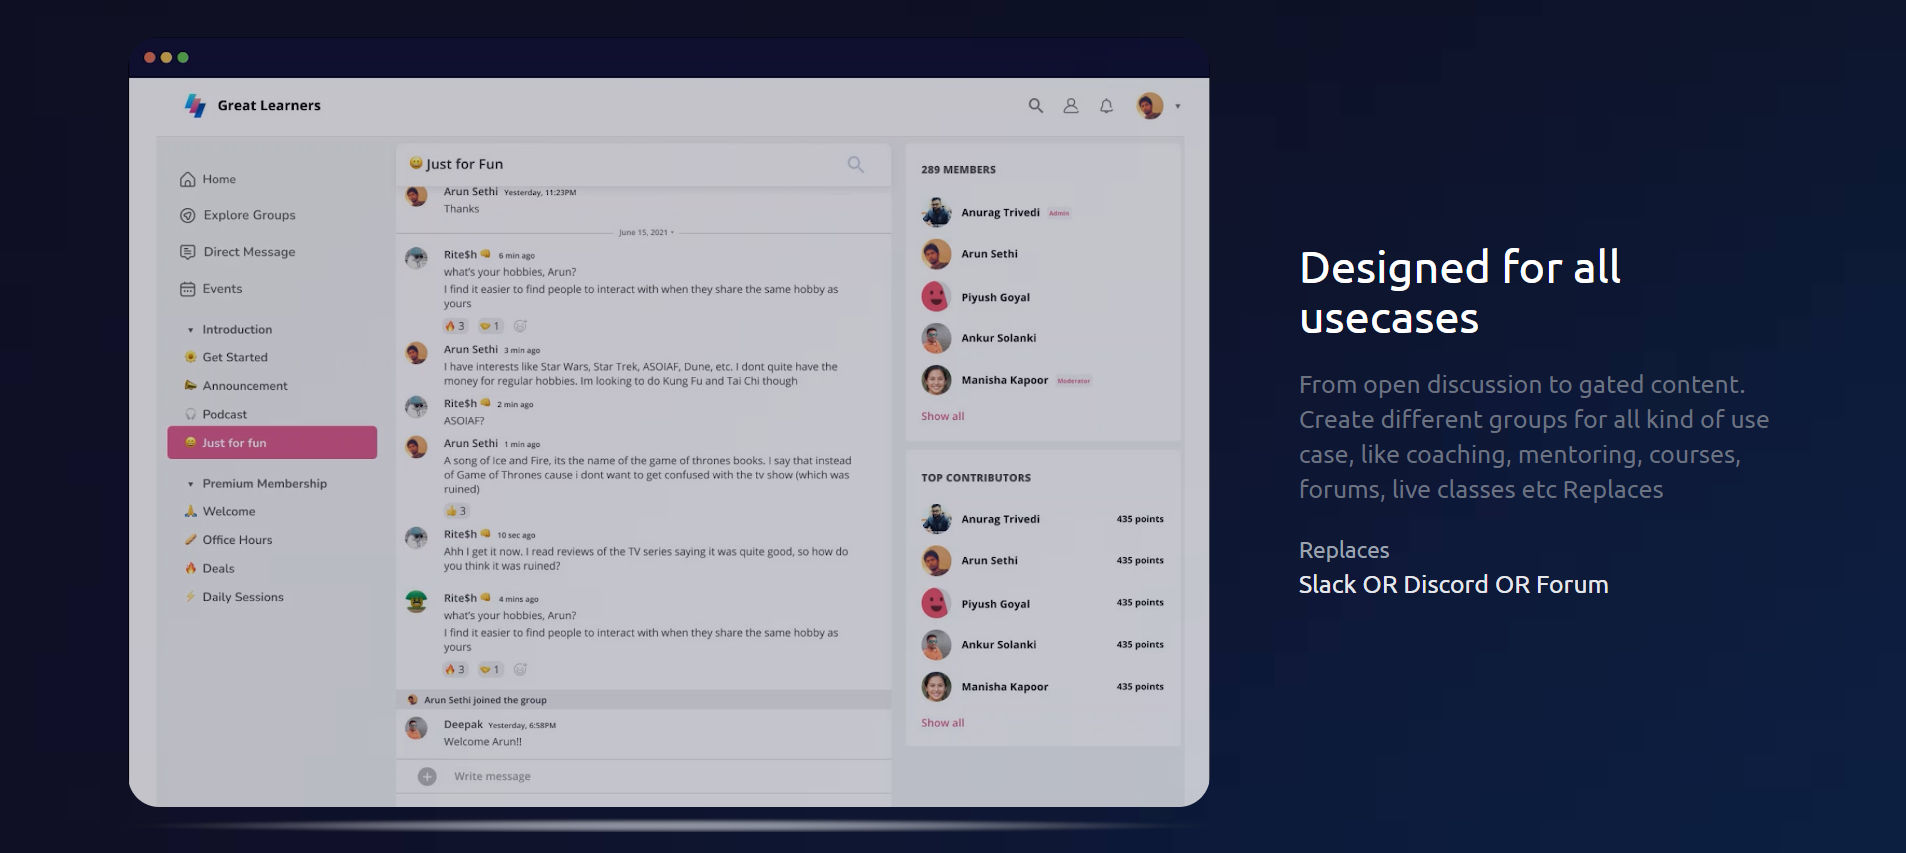 Great Learners
Home
Explore Groups
Direct Message
Events
Introduction
Get Started
Announcement
Podcast
Just for fun
Premium Membership
Welcome
Office Hours
Deals
Daily Sessions
Just for Fun
Arun Sethi Yesterday, 11:23PM
Thanks
June 15, 2021
Rite$h 6 min ago
what's your hobbies, Arun?
I find it easier to find people to interact with when they share the same hobby as
yours
3 1
Arun Sethi 3 min ago
I have interests like Star Wars, Star Trek, ASOIAF, Dune, etc. I dont quite have the
money for regular hobbies. Im looking to do Kung Fu and Tai Chi though
Rite$h 2 min ago
ASOIAF?
Arun Sethi 1 min ago
A song of Ice and Fire, its the name of the game of thrones books. I say that instead
of Game of Thrones cause i dont want to get confused with the tv show (which was
ruined)
3
Rite$h 10 sec ago
Ahh I get it now. I read reviews of the TV series saying it was quite good, so how do
you think it was ruined?
Rite$h 4 mins ago
what's your hobbies, Arun?
I find it easier to find people to interact with when they share the same hobby as
yours
3 1
Arun Sethi joined the group
Deepak Yesterday, 6:58PM
Welcome Arun!!
Write message
289 MEMBERS
Anurag Trivedi Admin
Arun Sethi
Piyush Goyal
Ankur Solanki
Manisha Kapoor Moderator
Show all
TOP CONTRIBUTORS
Anurag Trivedi 435 points
Arun Sethi 435 points
Piyush Goyal 435 points
Ankur Solanki 435 points
Manisha Kapoor 435 points
Show all
Designed for all
usecases
From open discussion to gated content.
Create different groups for all kind of use
case, like coaching, mentoring, courses,
forums, live classes etc Replaces
Replaces
Slack OR Discord OR Forum